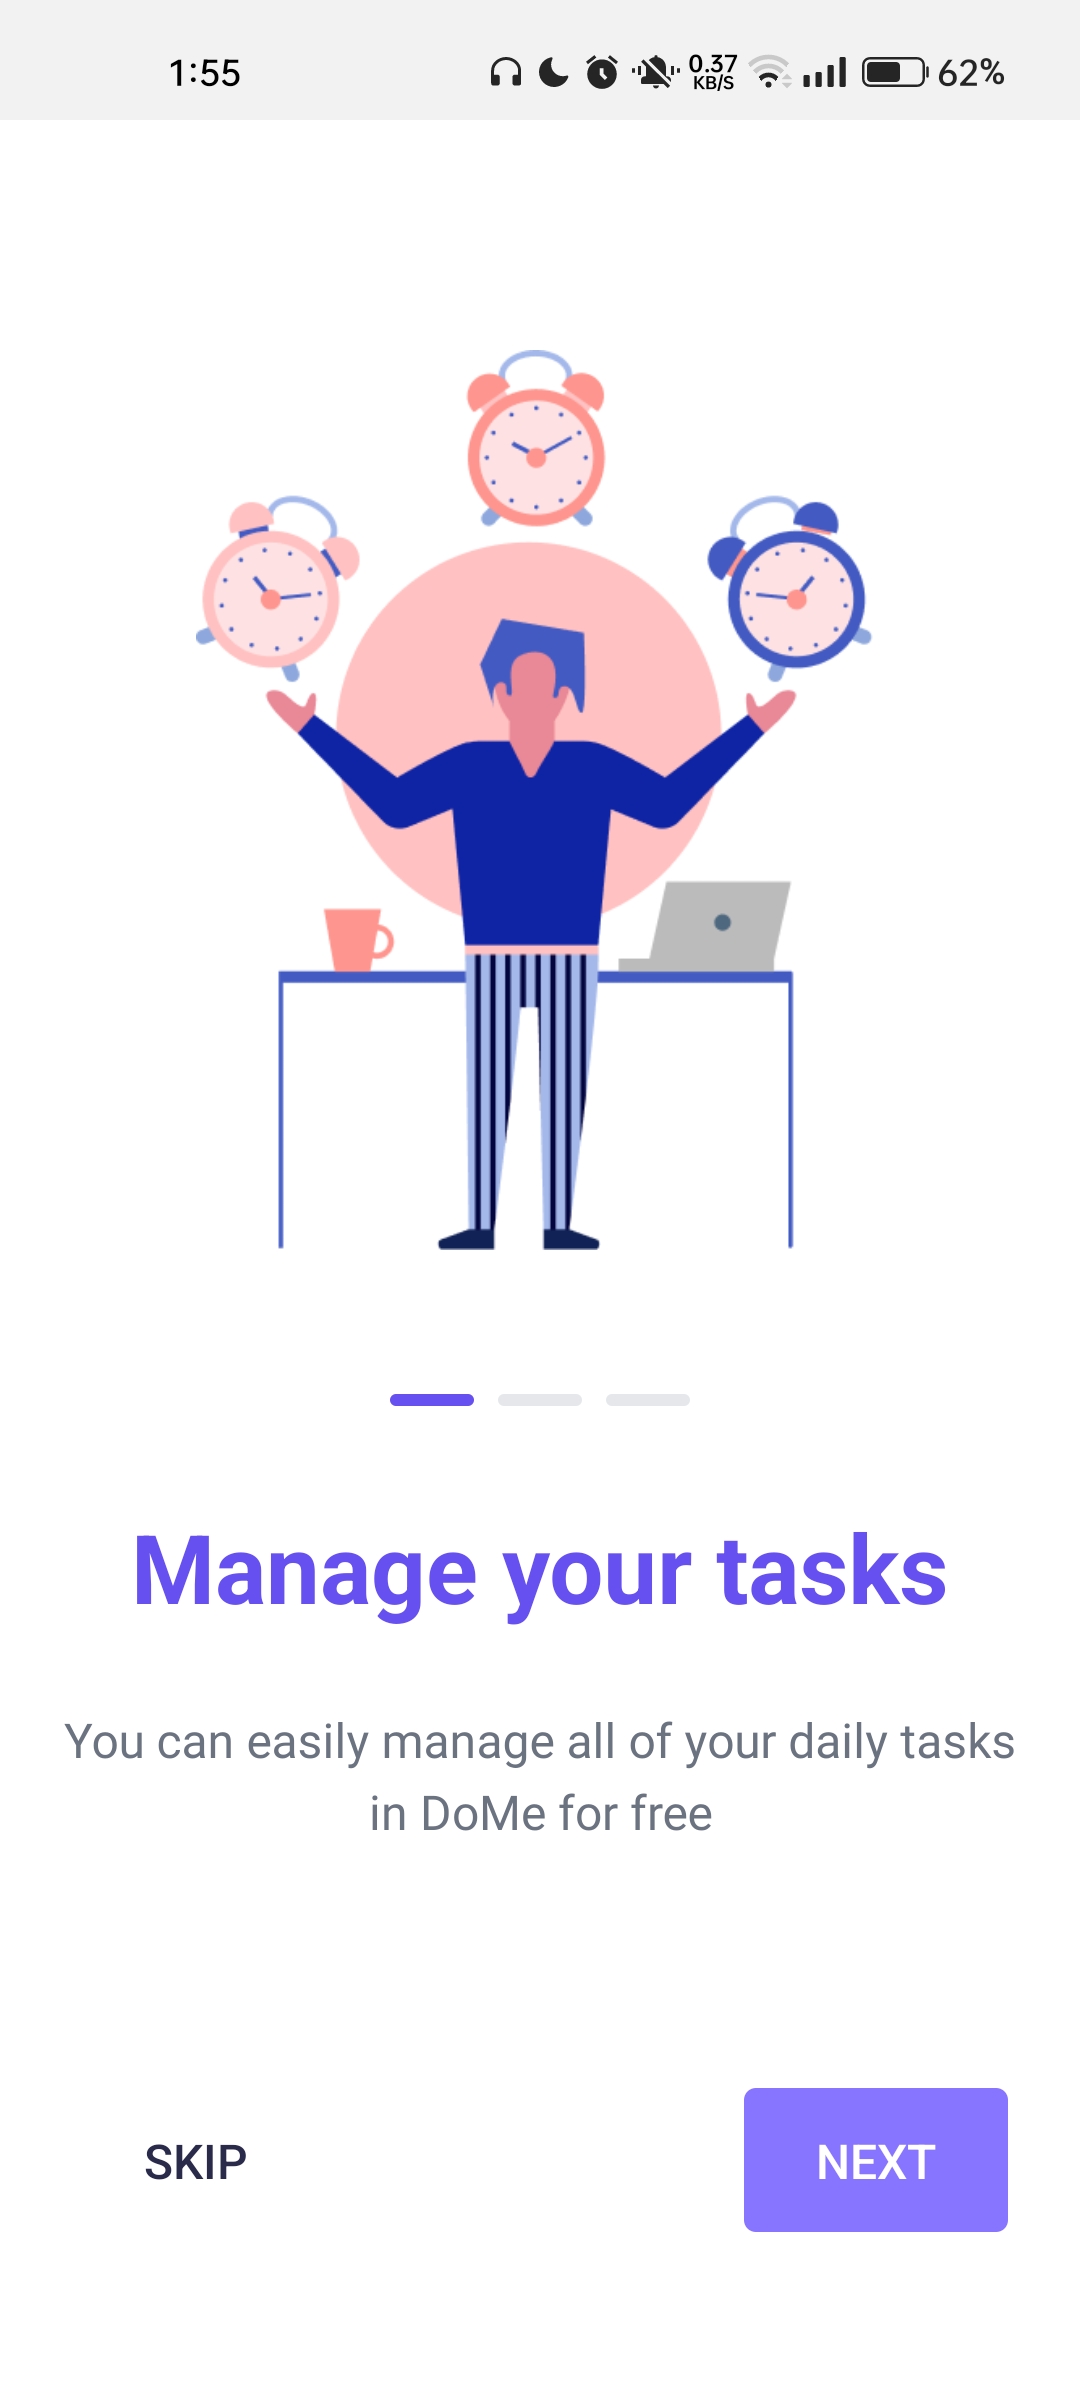 1:55
0.37
KB/S
62%
Manage your tasks
You can easily manage all of your daily tasks
in DoMe for free
SKIP
NEXT